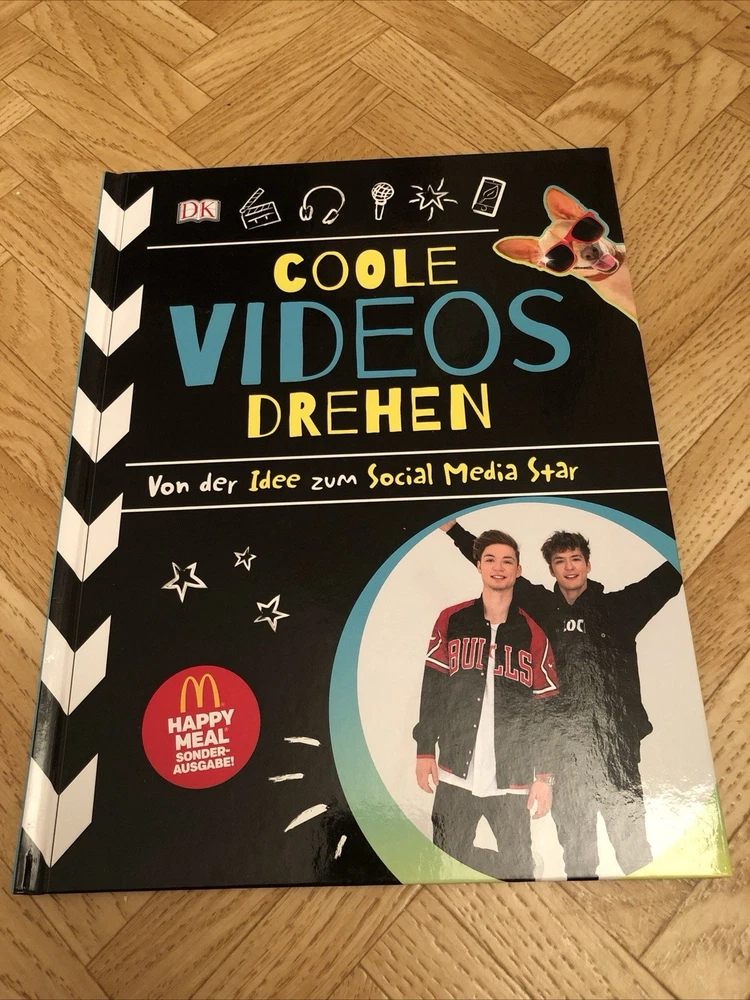 DK
COOLE
VIDEOS
DREHEN
Von der Idee zum Social Media Star
BULLS
HAPPY
MEAL
SONDER-
AUSGABE!